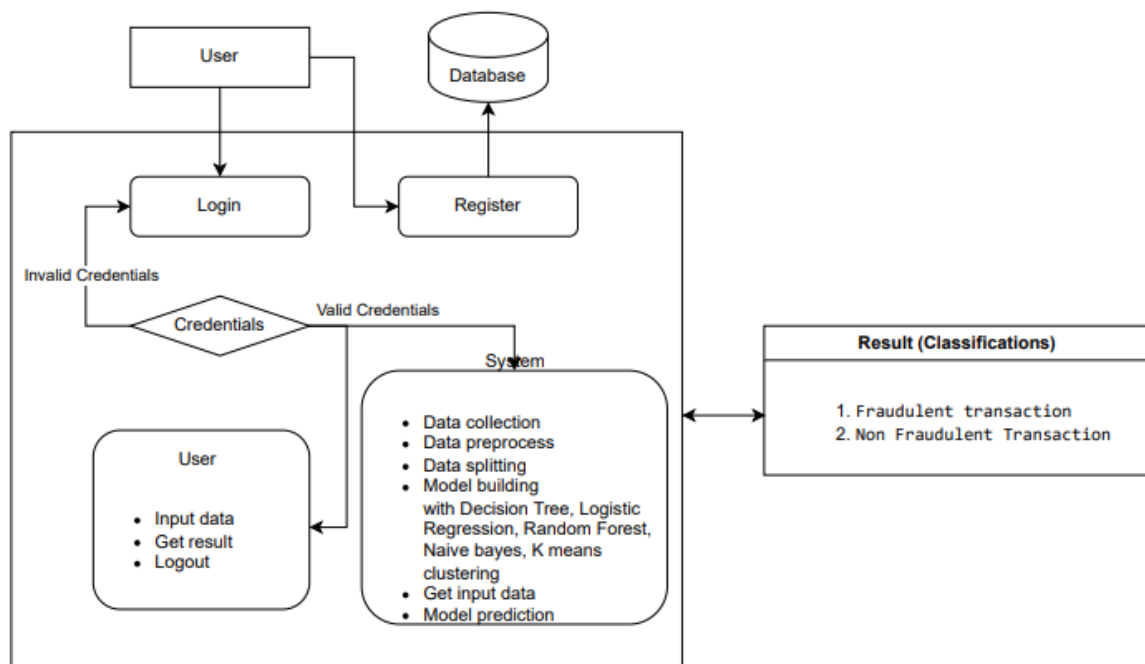 User
Database
Login
Register
Invalid Credentials
Credentials
Valid Credentials
System
• Data collection
• Data preprocess
• Data splitting
• Model building
with Decision Tree, Logistic
Regression, Random Forest,
Naive bayes, K means
clustering
• Get input data
• Model prediction
User
• Input data
• Get result
• Logout
Result (Classifications)
1. Fraudulent transaction
2. Non Fraudulent Transaction